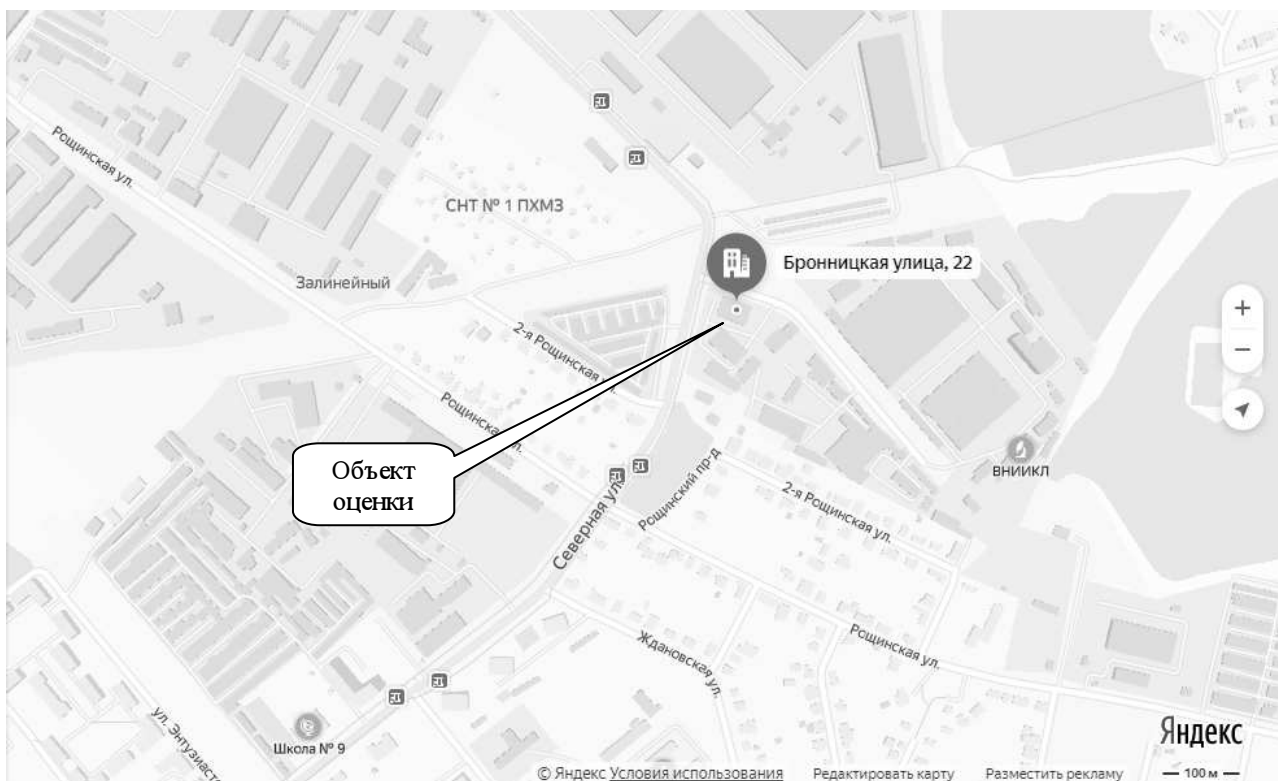 Рощинская ул.
СНТ № 1 ПХМЗ
Бронницкая улица, 22
Залинейный
2-я Рощинская ул.
Рощинская ул.
Объект
оценки
ВНИИКЛ
Рощинский пр-д
2-я Рощинская ул.
Северная ул.
Ждановская ул.
Рощинская ул.
ул. Энтузиаст
Школа № 9
Яндекс
© Яндекс Условия использования
Редактировать карту
Разместить рекламу
100 м